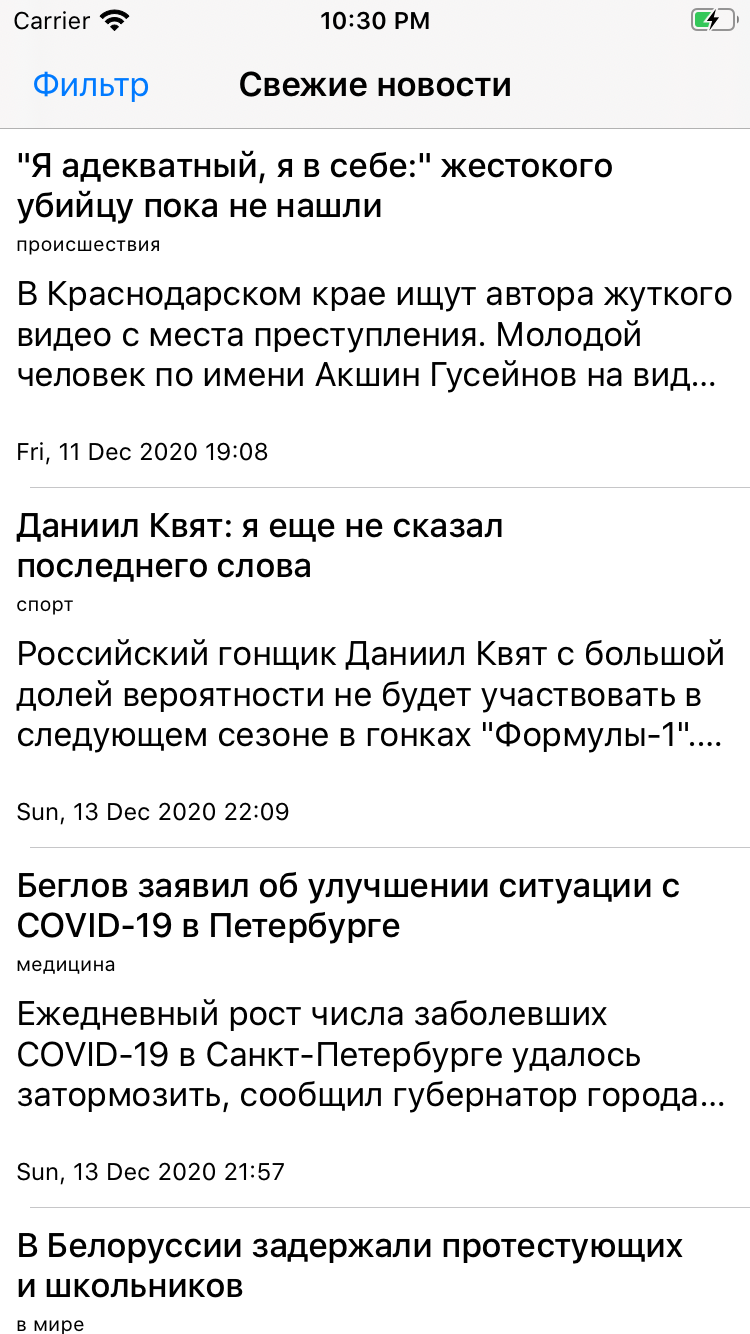 Carrier 10:30 PM
Фильтр Свежие новости
"Я адекватный, я в себе:" жестокого
убийцу пока не нашли
происшествия
В Краснодарском крае ищут автора жуткого
видео с места преступления. Молодой
человек по имени Акшин Гусейнов на вид...
Fri, 11 Dec 2020 19:08
Даниил Квят: я еще не сказал
последнего слова
спорт
Российский гонщик Даниил Квят с большой
долей вероятности не будет участвовать в
следующем сезоне в гонках "Формулы-1"....
Sun, 13 Dec 2020 22:09
Беглов заявил об улучшении ситуации с
COVID-19 в Петербурге
медицина
Ежедневный рост числа заболевших
COVID-19 в Санкт-Петербурге удалось
затормозить, сообщил губернатор города...
Sun, 13 Dec 2020 21:57
В Белоруссии задержали протестующих
и школьников
в мире